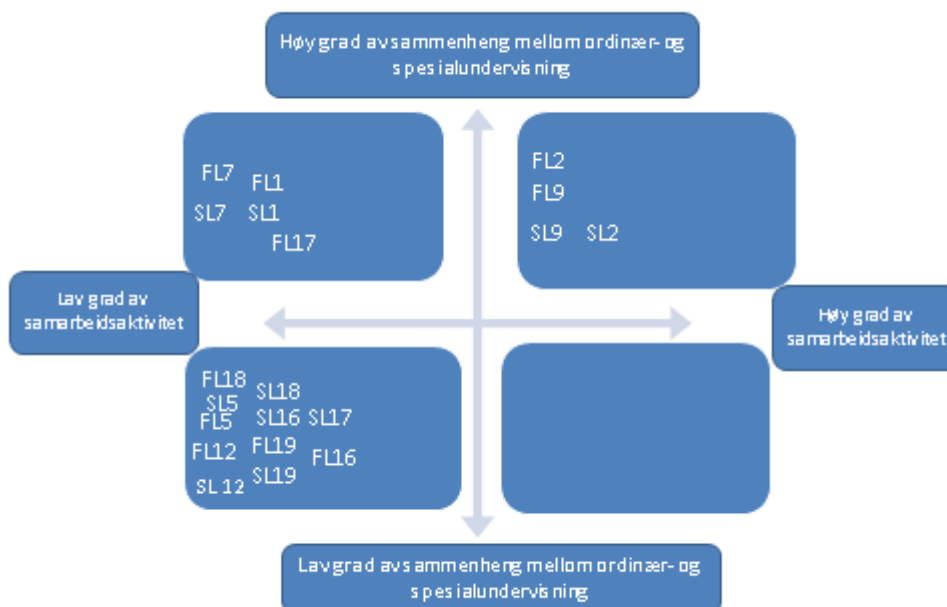 Høy grad av sammenheng mellom ordinær- og
spesialundervisning
FL7 FL1
SL7 SL1
FL17
FL2
FL9
SL9 SL2
Lav grad av
samarbeidsaktivitet
Høy grad av
samarbeidsaktivitet
FL18 SL18
SL5
FL5 SL16 SL17
FL12 FL19 FL16
SL 12 SL19
Lav grad av sammenheng mellom ordinær- og
spesialundervisning